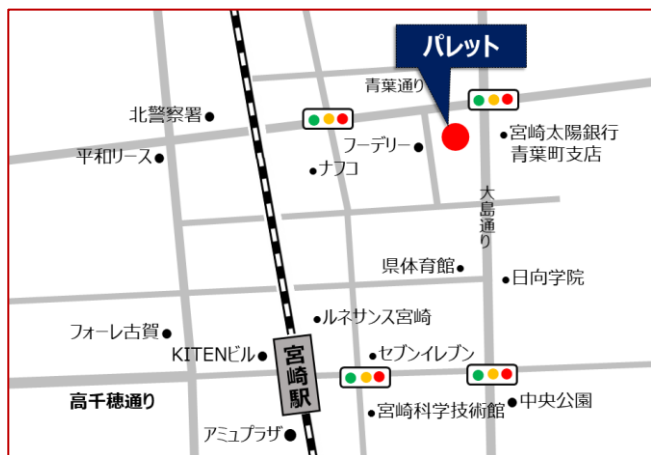 パレット
青葉通り
北警察署
宮崎太陽銀行
青葉町支店
フーデリー
平和リース
ナフコ
大島通り
県体育館
日向学院
ルネサンス宮崎
フォーレ古賀
KITENビル
宮崎駅
セブンイレブン
高千穂通り
宮崎科学技術館
中央公園
アミュプラザ